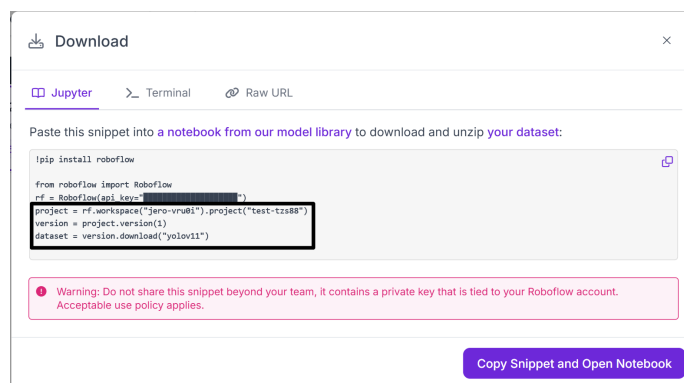 Download
Jupyter
Terminal
Raw URL
Paste this snippet into a notebook from our model library to download and unzip your dataset:
!pip install roboflow
from roboflow import Roboflow
rf = Roboflow(api_key="")
project = rf.workspace("jero-vru0i").project("test-tzs88")
version = project.version(1)
dataset = version.download("yolov11")
Warning: Do not share this snippet beyond your team, it contains a private key that is tied to your Roboflow account.
Acceptable use policy applies.
Copy Snippet and Open Notebook